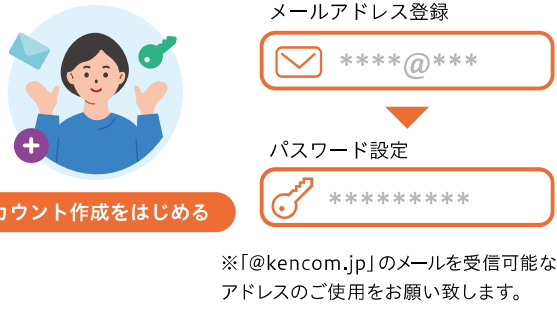 メールアドレス登録
****@***
パスワード設定
*********
カウント作成をはじめる
※「@kencom.jp」のメールを受信可能な
アドレスのご使用をお願い致します。